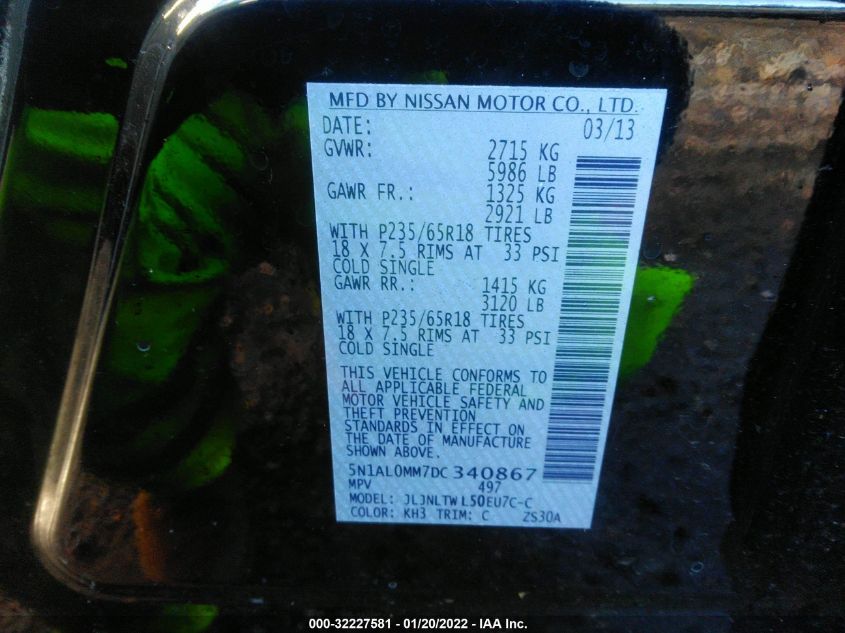 MFD BY NISSAN MOTOR CO., LTD.
DATE: 03/13
GVWR: 2715 KG
5986 LB
GAWR FR.: 1325 KG
2921 LB
WITH P235/65R18 TIRES
18 X 7.5 RIMS AT 33 PSI
COLD SINGLE
GAWR RR.: 1415 KG
3120 LB
WITH P235/65R18 TIRES
18 X 7.5 RIMS AT 33 PSI
COLD SINGLE
THIS VEHICLE CONFORMS TO
ALL APPLICABLE FEDERAL
MOTOR VEHICLE SAFETY AND
THEFT PREVENTION
STANDARDS IN EFFECT ON
THE DATE OF MANUFACTURE
SHOWN ABOVE.
5N1AL0MM7DC 340867
MPV 497
MODEL: JLJNLTW L50EU7C-C
COLOR: KH3 TRIM: C ZS30A
000-32227581 - 01/20/2022 - IAA Inc.